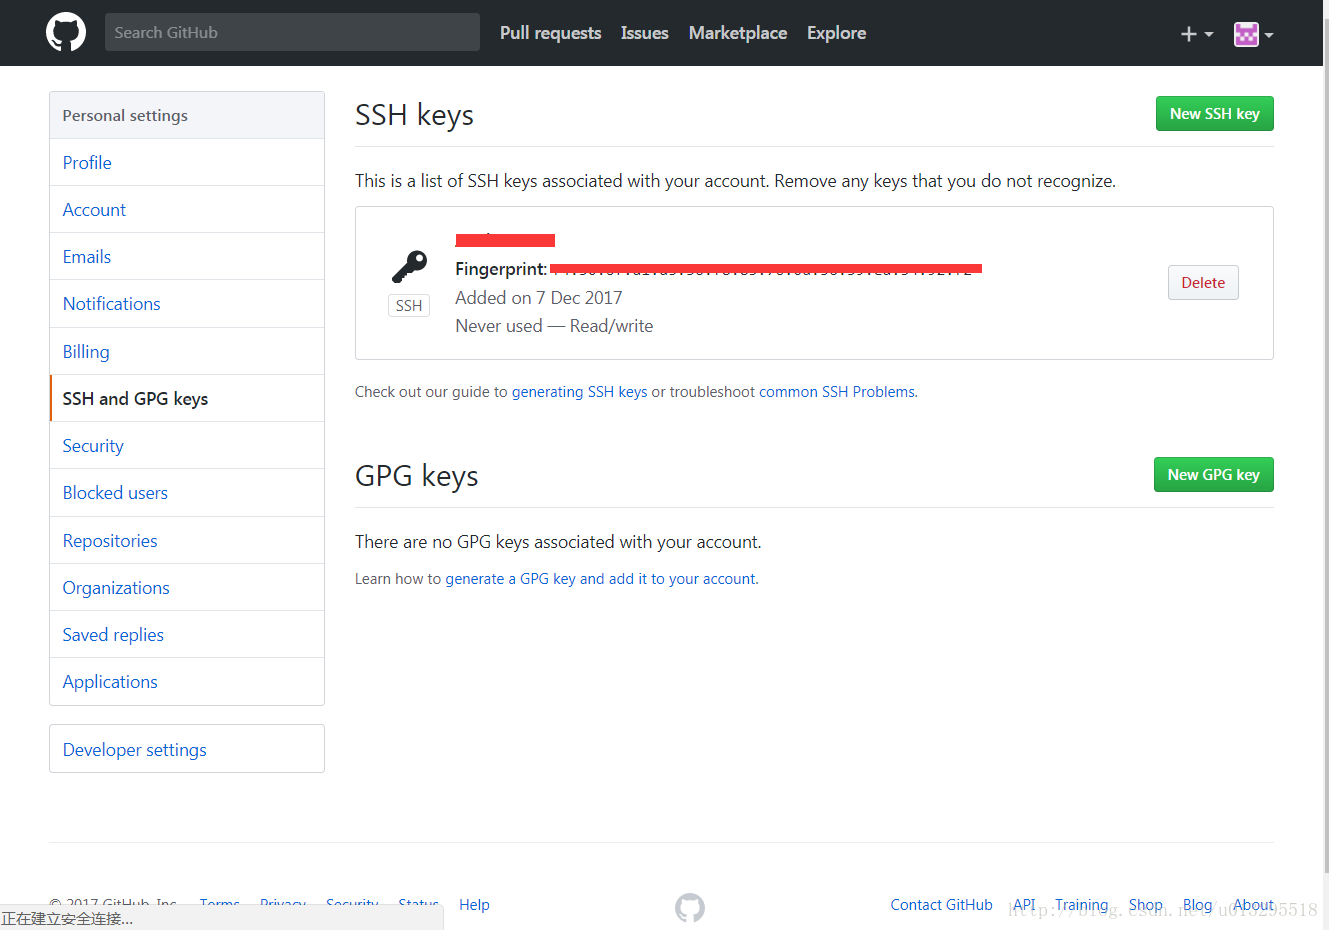 Search GitHub
Pull requests Issues Marketplace Explore
Personal settings
Profile
Account
Emails
Notifications
Billing
SSH and GPG keys
Security
Blocked users
Repositories
Organizations
Saved replies
Applications
Developer settings
SSH keys
New SSH key
This is a list of SSH keys associated with your account. Remove any keys that you do not recognize.
SSH
Fingerprint:
Added on 7 Dec 2017
Never used — Read/write
Delete
Check out our guide to generating SSH keys or troubleshoot common SSH Problems.
GPG keys
New GPG key
There are no GPG keys associated with your account.
Learn how to generate a GPG key and add it to your account.
© 2017 GitHub, Inc. Terms Privacy Security Status Help
Contact GitHub API Training Shop Blog About
正在建立安全连接...
http://blog.csdn.net/u013295518